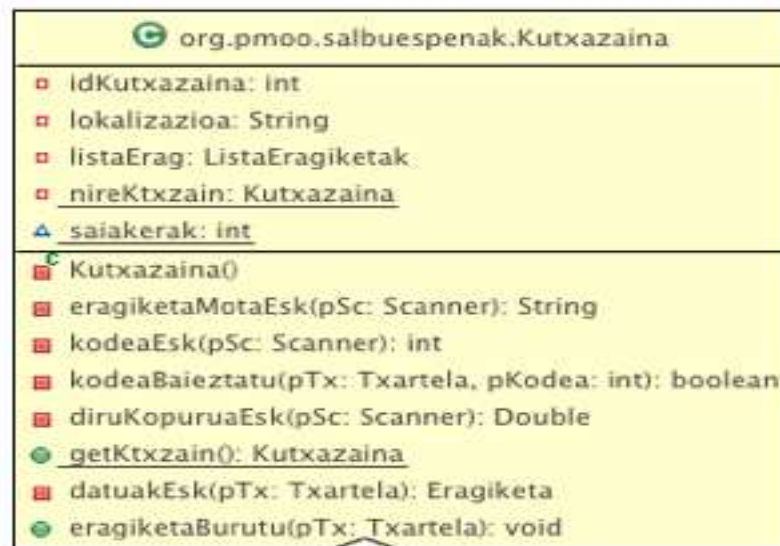 C org.pmoo.salbuespenak.Kutxazaina
idKutxazaina: int
lokalizazioa: String
listaErag: ListaEragiketak
nireKtxzain: Kutxazaina
saiakerak: int
C Kutxazaina()
eragiketaMotaEsk(pSc: Scanner): String
kodeaEsk(pSc: Scanner): int
kodeaBaieztatu(pTx: Txartela, pKodea: int): boolean
diruKopuruaEsk(pSc: Scanner): Double
getKtxzain(): Kutxazaina
datuakEsk(pTx: Txartela): Eragiketa
eragiketaBurutu(pTx: Txartela): void